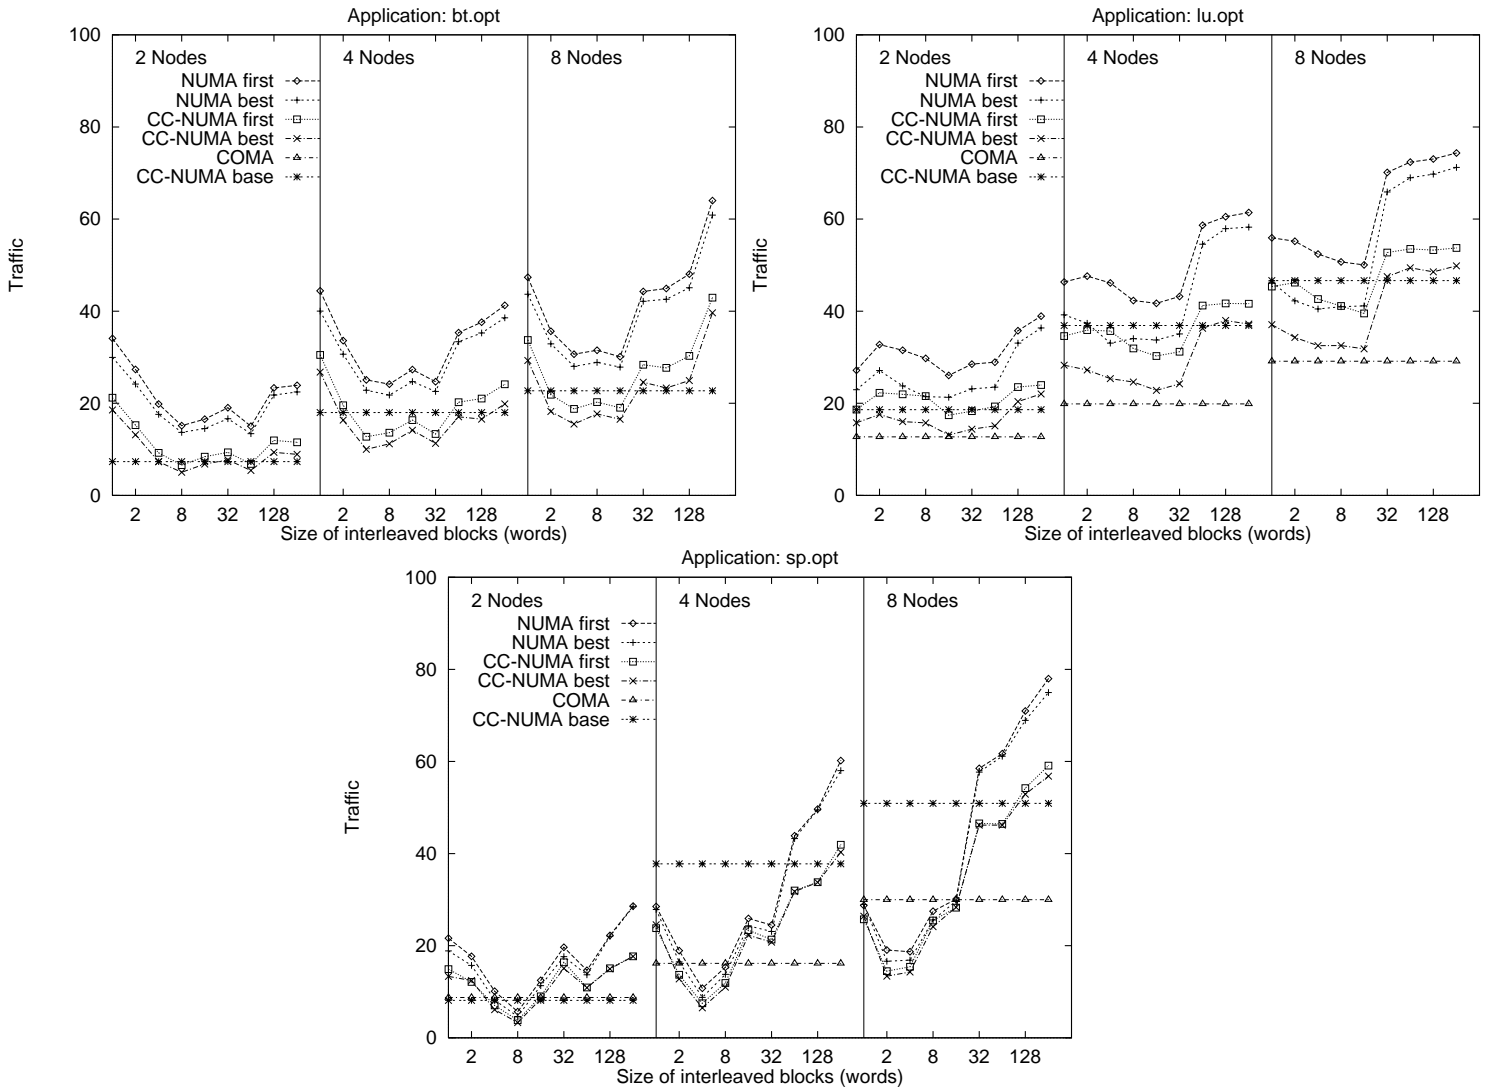 Application: bt.opt
100
80
60
40
20
0
Traffic
2 Nodes
4 Nodes
8 Nodes
NUMA first
NUMA best
CC-NUMA first
CC-NUMA best
COMA
CC-NUMA base
2 8 32 128 2 8 32 128 2 8 32 128
Size of interleaved blocks (words)
Application: lu.opt
100
80
60
40
20
0
Traffic
2 Nodes
4 Nodes
8 Nodes
NUMA first
NUMA best
CC-NUMA first
CC-NUMA best
COMA
CC-NUMA base
2 8 32 128 2 8 32 128 2 8 32 128
Size of interleaved blocks (words)
Application: sp.opt
100
80
60
40
20
0
Traffic
2 Nodes
4 Nodes
8 Nodes
NUMA first
NUMA best
CC-NUMA first
CC-NUMA best
COMA
CC-NUMA base
2 8 32 128 2 8 32 128 2 8 32 128
Size of interleaved blocks (words)